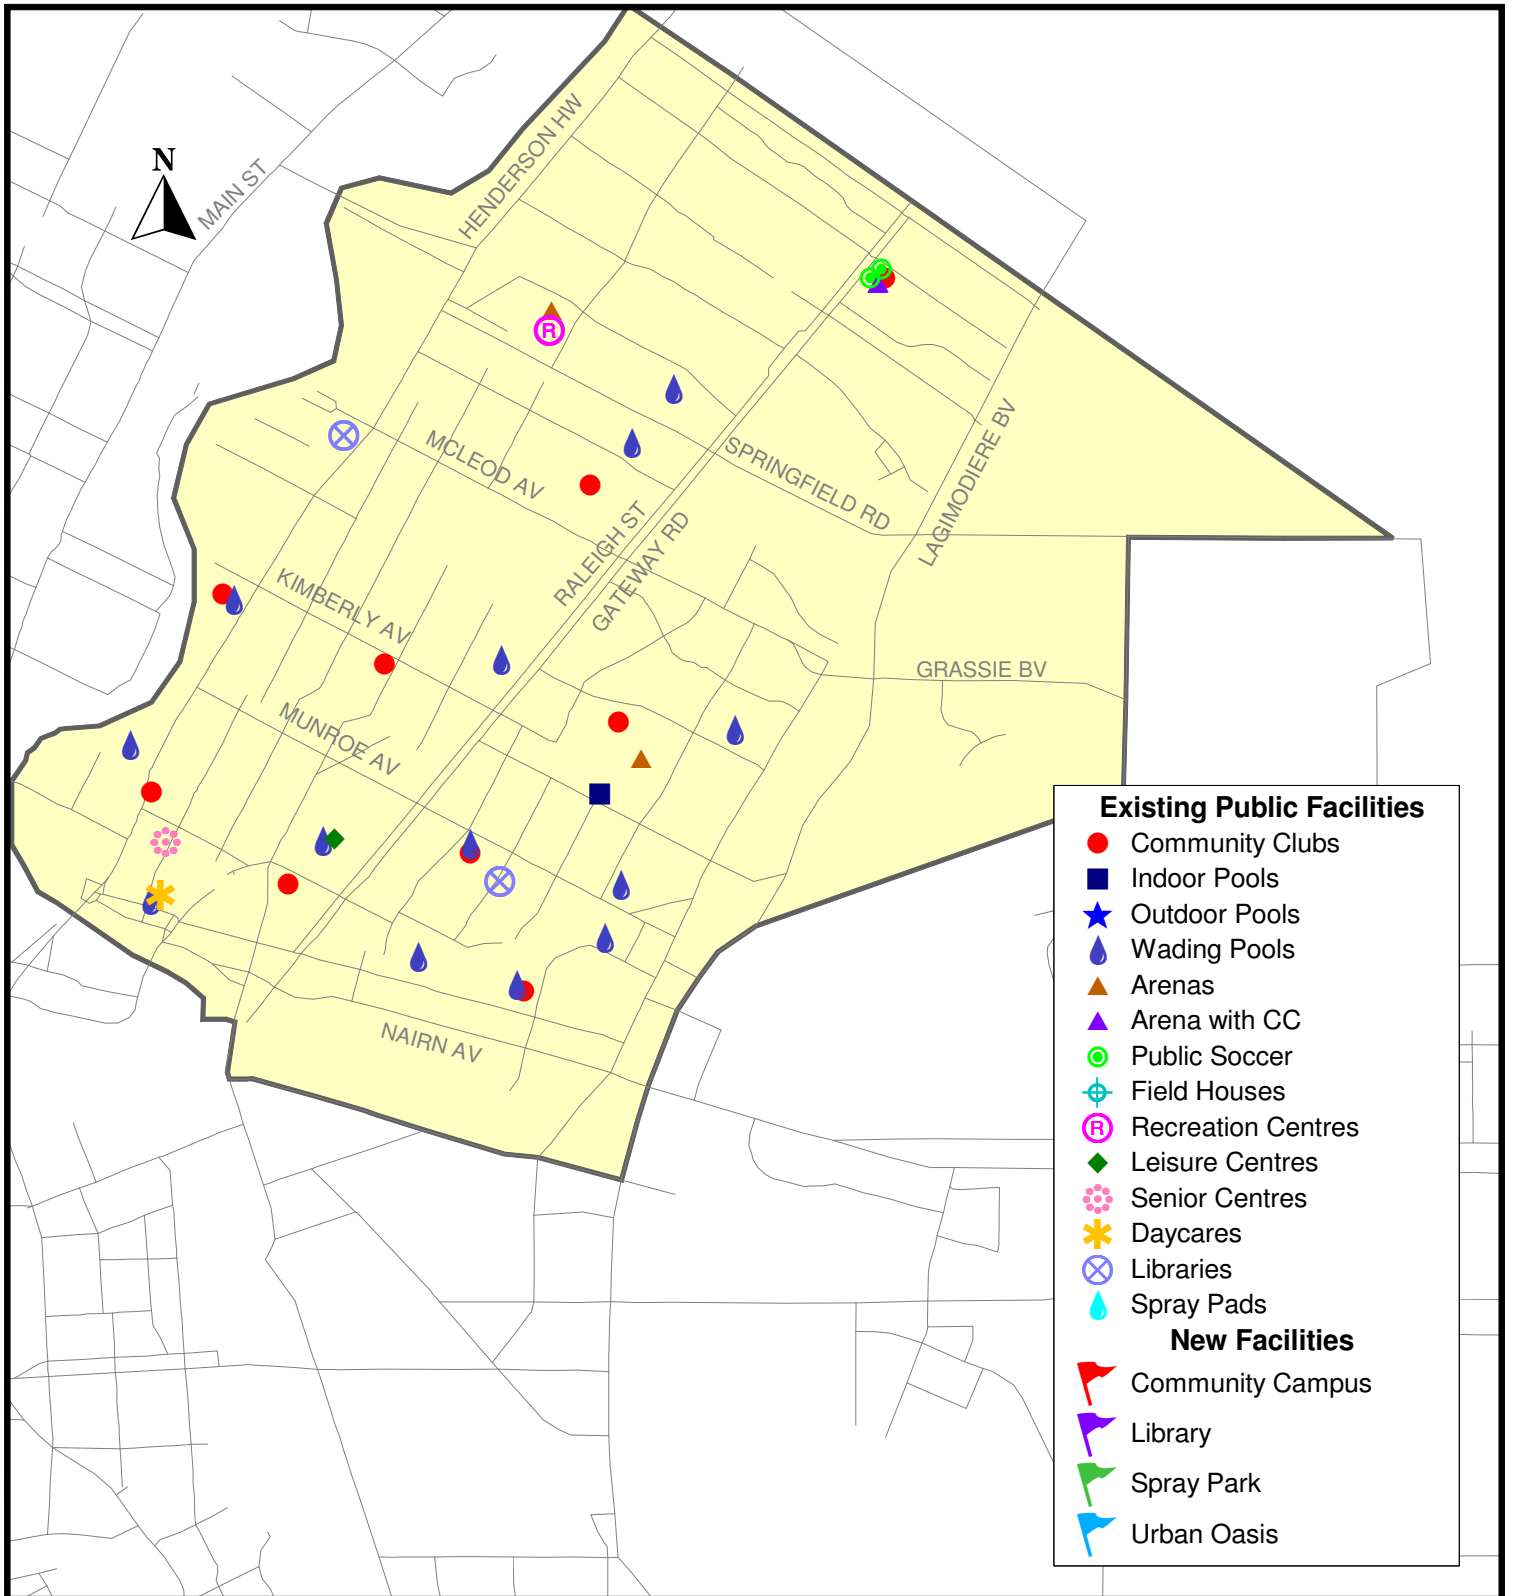 N
MAIN ST
HENDERSON HW
R
MCLEOD AV
SPRINGFIELD RD
LAGIMODIERE BV
RALEIGH ST
GATEWAY RD
KIMBERLY AV
GRASSIE BV
MUNROE AV
NAIRN AV
Existing Public Facilities
Community Clubs
Indoor Pools
Outdoor Pools
Wading Pools
Arenas
Arena with CC
Public Soccer
Field Houses
R Recreation Centres
Leisure Centres
Senior Centres
Daycares
Libraries
Spray Pads
New Facilities
Community Campus
Library
Spray Park
Urban Oasis